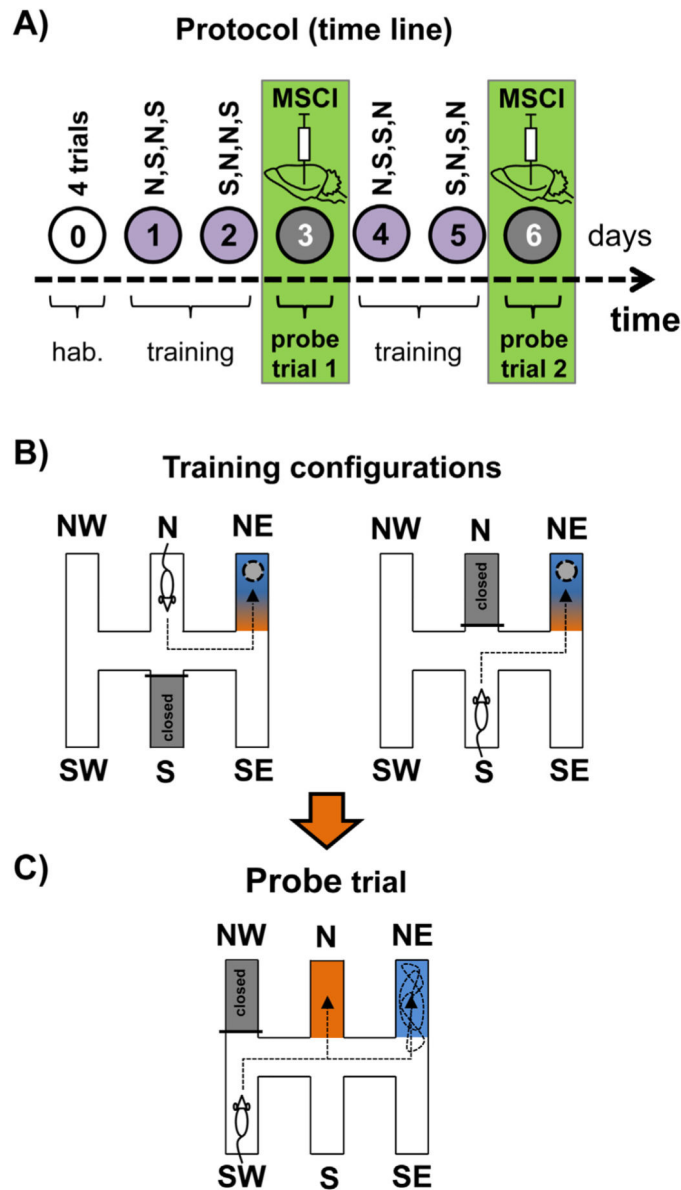 A)
Protocol (time line)
4 trials
N,S,N,S
S,N,N,S
MSCI
N,S,S,N
S,N,S,N
MSCI
0
1
2
3
4
5
6
days
time
hab.
training
probe
trial 1
training
probe
trial 2
B)
Training configurations
NW
N
NE
NW
N
NE
closed
closed
SW
S
SE
SW
S
SE
C)
Probe trial
NW
N
NE
closed
SW
S
SE